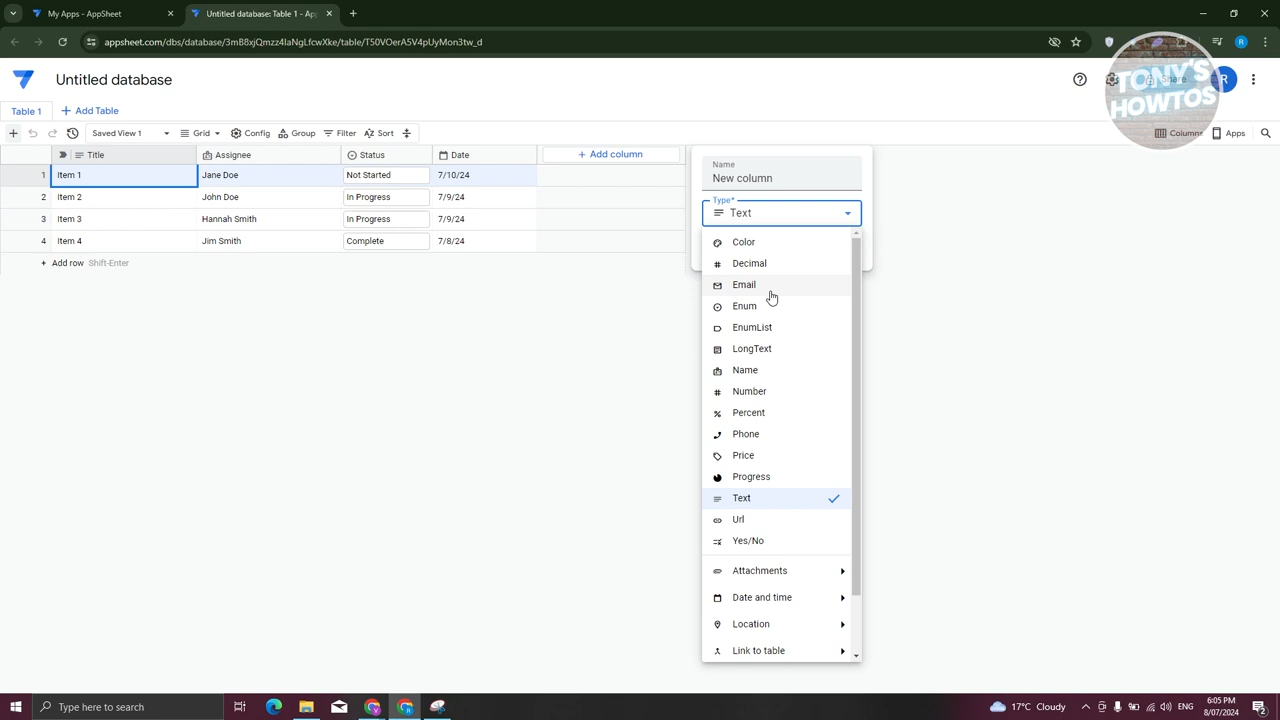 My Apps - AppSheet
Untitled database: Table 1 - Ap
appsheet.com/dbs/database/3mB8xjQmzz4IaNgLfcwXke/table/T50VOerA5V4pUyMon3tw_d
R
Untitled database
Share
R
TONY'S
HOWTOS
Table 1
Add Table
Saved View 1
Grid
Config
Group
Filter
Sort
Columns
Apps
Title
Assignee
Status
Date
+ Add column
1 Item 1 Jane Doe Not Started 7/10/24
2 Item 2 John Doe In Progress 7/9/24
3 Item 3 Hannah Smith In Progress 7/9/24
4 Item 4 Jim Smith Complete 7/8/24
+ Add row Shift-Enter
Name
New column
Type*
Text
Color
Decimal
Email
Enum
EnumList
LongText
Name
Number
Percent
Phone
Price
Progress
Text
Url
Yes/No
Attachments
Date and time
Location
Link to table
Type here to search
17°C Cloudy
ENG
6:05 PM
8/07/2024
2